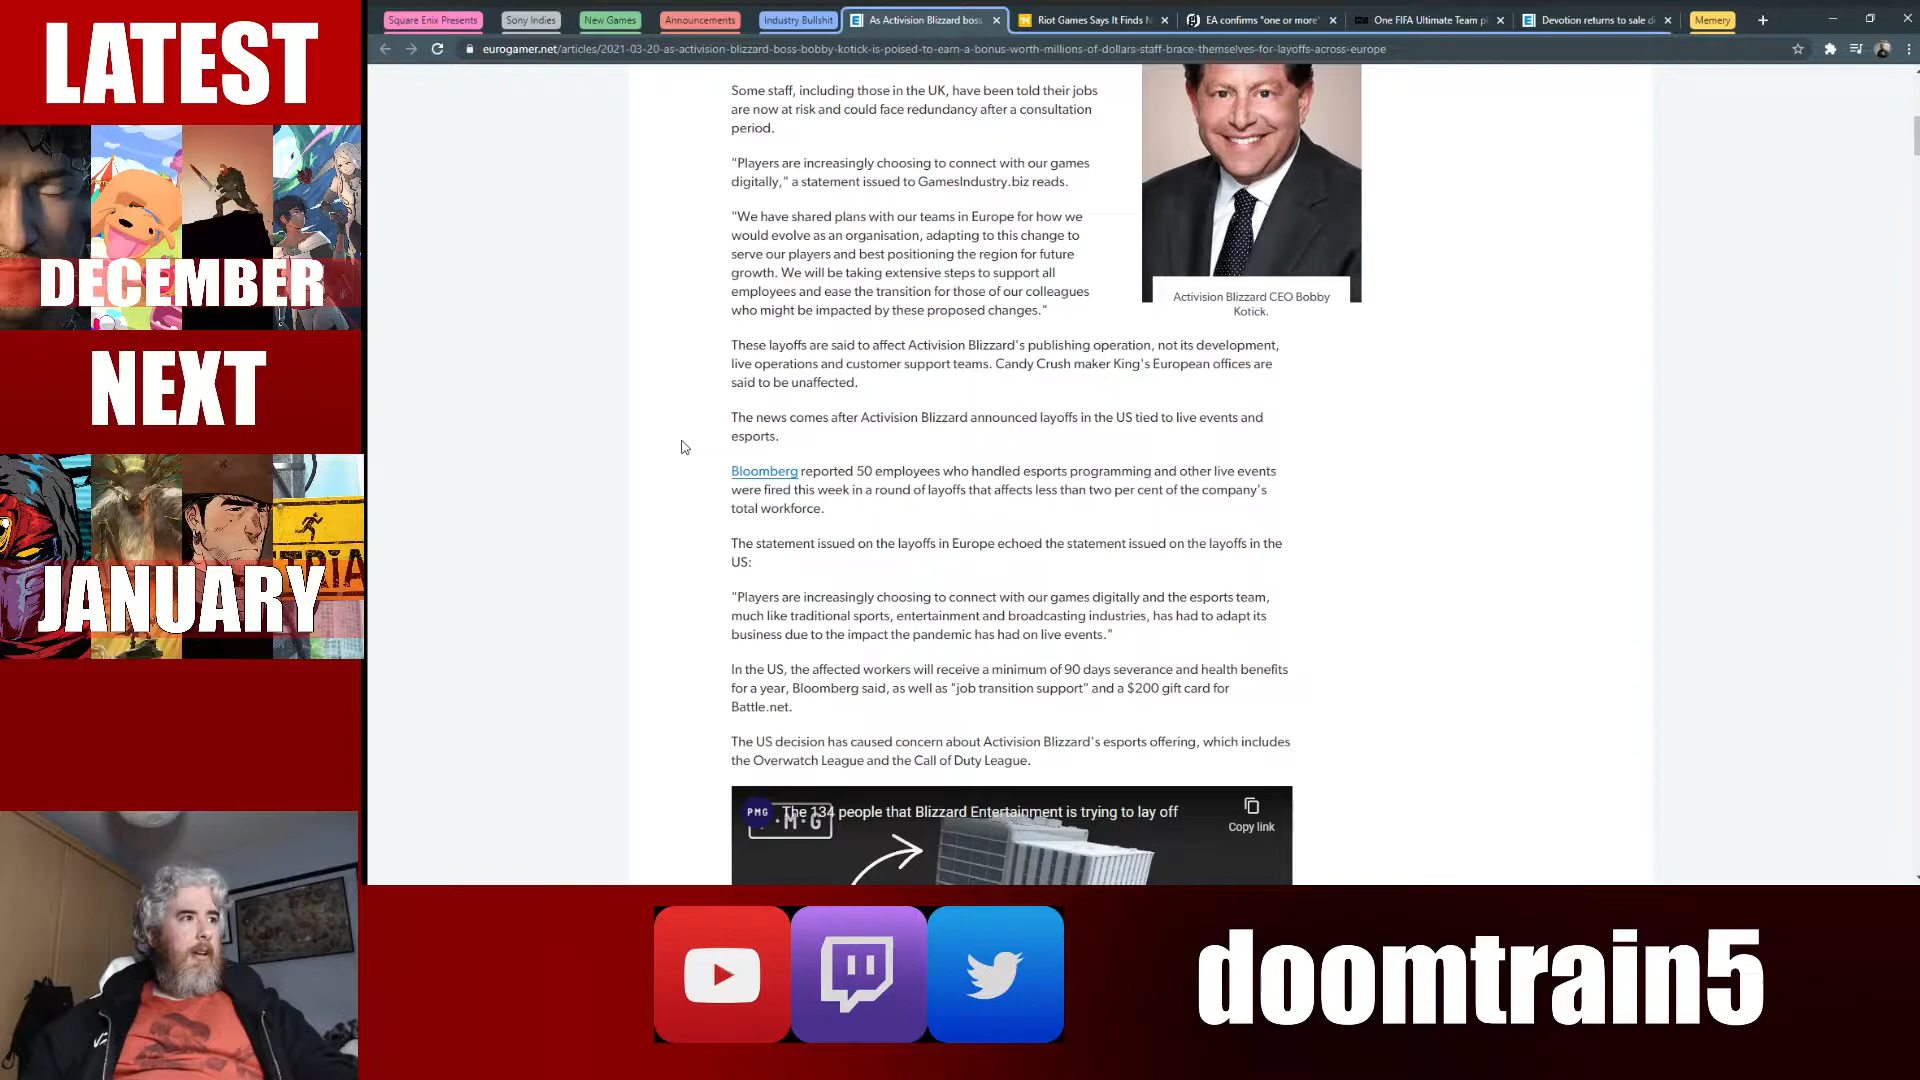 LATEST
DECEMBER
NEXT
JANUARY
Square Enix Presents
Sony Indies
New Games
Announcements
Industry Bullshit
As Activision Blizzard boss
Riot Games Says It Finds N
EA confirms "one or more"
One FIFA Ultimate Team pl
Devotion returns to sale di
Memery
eurogamer.net/articles/2021-03-20-as-activision-blizzard-boss-bobby-kotick-is-poised-to-earn-a-bonus-worth-millions-of-dollars-staff-brace-themselves-for-layoffs-across-europe
Some staff, including those in the UK, have been told their jobs
are now at risk and could face redundancy after a consultation
period.
"Players are increasingly choosing to connect with our games
digitally," a statement issued to GamesIndustry.biz reads.
"We have shared plans with our teams in Europe for how we
would evolve as an organisation, adapting to this change to
serve our players and best positioning the region for future
growth. We will be taking extensive steps to support all
employees and ease the transition for those of our colleagues
who might be impacted by these proposed changes."
Activision Blizzard CEO Bobby
Kotick.
These layoffs are said to affect Activision Blizzard's publishing operation, not its development,
live operations and customer support teams. Candy Crush maker King's European offices are
said to be unaffected.
The news comes after Activision Blizzard announced layoffs in the US tied to live events and
esports.
Bloomberg reported 50 employees who handled esports programming and other live events
were fired this week in a round of layoffs that affects less than two per cent of the company's
total workforce.
The statement issued on the layoffs in Europe echoed the statement issued on the layoffs in the
US:
"Players are increasingly choosing to connect with our games digitally and the esports team,
much like traditional sports, entertainment and broadcasting industries, has had to adapt its
business due to the impact the pandemic has had on live events."
In the US, the affected workers will receive a minimum of 90 days severance and health benefits
for a year, Bloomberg said, as well as "job transition support" and a $200 gift card for
Battle.net.
The US decision has caused concern about Activision Blizzard's esports offering, which includes
the Overwatch League and the Call of Duty League.
PMG
The 134 people that Blizzard Entertainment is trying to lay off
Copy link
P·M·G
TRIA
doomtrain5